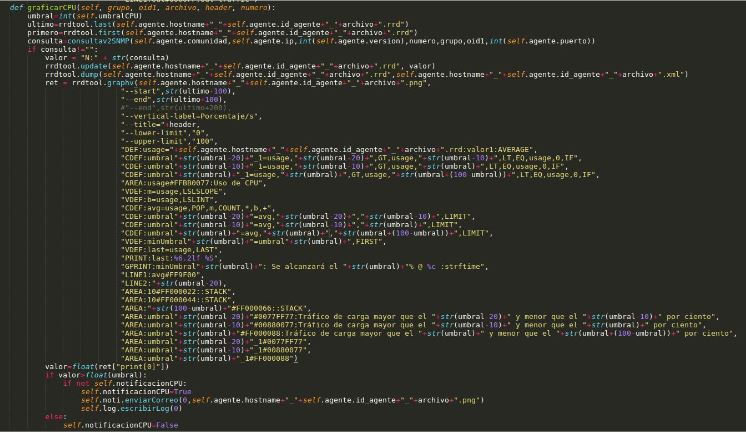 def graficarCPU(self, grupo, oid1, archivo, header, numero):
umbral=int(self.umbralCPU)
ultimo=rrdtool.last(self.agente.hostname+"_"+self.agente.id_agente+"_"+archivo+".rrd")
primero=rrdtool.first(self.agente.hostname+"_"+self.agente.id_agente+"_"+archivo+".rrd")
consulta=consultav2SNMP(self.agente.comunidad,self.agente.ip,int(self.agente.version),numero,grupo,oid1,int(self.agente.puerto))
if consulta!="":
valor = "N:" + str(consulta)
rrdtool.update(self.agente.hostname+"_"+self.agente.id_agente+"_"+archivo+".rrd", valor)
rrdtool.dump(self.agente.hostname+"_"+self.agente.id_agente+"_"+archivo+".rrd",self.agente.hostname+"_"+self.agente.id_agente+"_"+archivo+".xml")
ret = rrdtool.graphv(self.agente.hostname+"_"+self.agente.id_agente+"_"+archivo+".png",
"--start",str(ultimo-100),
"--end",str(ultimo+100),
#"--end",str(ultimo+200),
"--vertical-label=Porcentaje/s",
"--title="+header,
"--lower-limit","0",
"--upper-limit","100",
"DEF:usage="+self.agente.hostname+"_"+self.agente.id_agente+"_"+archivo+".rrd:valor1:AVERAGE",
"CDEF:umbral"+str(umbral-20)+"_1=usage,"+str(umbral-20)+",GT,usage,"+str(umbral-10)+",LT,EQ,usage,0,IF",
"CDEF:umbral"+str(umbral-10)+"_1=usage,"+str(umbral-10)+",GT,usage,"+str(umbral)+",LT,EQ,usage,0,IF",
"CDEF:umbral"+str(umbral)+"_1=usage,"+str(umbral)+",GT,usage,"+str(umbral+(100-umbral))+",LT,EQ,usage,0,IF",
"AREA:usage#FFBB0077:Uso de CPU",
"VDEF:m=usage,LSLSLOPE",
"VDEF:b=usage,LSLINT",
"CDEF:avg=usage,POP,m,COUNT,*,b,+",
"CDEF:umbral"+str(umbral-20)+"=avg,"+str(umbral-20)+","+str(umbral-10)+",LIMIT",
"CDEF:umbral"+str(umbral-10)+"=avg,"+str(umbral-10)+","+str(umbral)+",LIMIT",
"CDEF:umbral"+str(umbral)+"=avg,"+str(umbral)+","+str(umbral+(100-umbral))+",LIMIT",
"VDEF:minUmbral"+str(umbral)+"=umbral"+str(umbral)+",FIRST",
"VDEF:last=usage,LAST",
"PRINT:last:%6.2lf %S",
"GPRINT:minUmbral"+str(umbral)+": Se alcanzará el "+str(umbral)+"% @ %c :strftime",
"LINE1:avg#FF9F00",
"LINE2:"+str(umbral-20),
"AREA:10#FF000022::STACK",
"AREA:10#FF000044::STACK",
"AREA:"+str(100-umbral)+"#FF000066::STACK",
"AREA:umbral"+str(umbral-20)+"#0077FF77:Tráfico de carga mayor que el "+str(umbral-20)+" y menor que el "+str(umbral-10)+" por ciento",
"AREA:umbral"+str(umbral-10)+"#00880077:Tráfico de carga mayor que el "+str(umbral-10)+" y menor que el "+str(umbral)+" por ciento",
"AREA:umbral"+str(umbral)+"#FF000088:Tráfico de carga mayor que el "+str(umbral)+" y menor que el "+str(umbral+(100-umbral))+" por ciento",
"AREA:umbral"+str(umbral-20)+"_1#0077FF77",
"AREA:umbral"+str(umbral-10)+"_1#00880077",
"AREA:umbral"+str(umbral)+"_1#FF000088")
valor=float(ret["print[0]"])
if valor>float(umbral):
if not self.notificacionCPU:
self.notificacionCPU=True
self.noti.enviarCorreo(0,self.agente.hostname+"_"+self.agente.id_agente+"_"+archivo+".png")
self.log.escribirLog(0)
else:
self.notificacionCPU=False